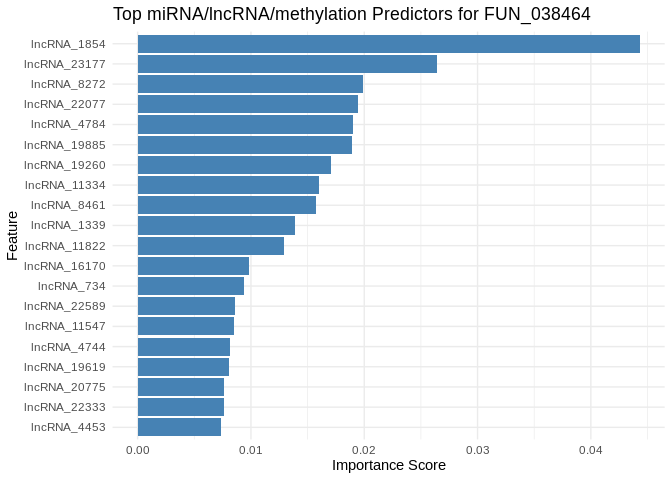 Top miRNA/lncRNA/methylation Predictors for FUN_038464
Feature
lncRNA_1854
lncRNA_23177
lncRNA_8272
lncRNA_22077
lncRNA_4784
lncRNA_19885
lncRNA_19260
lncRNA_11334
lncRNA_8461
lncRNA_1339
lncRNA_11822
lncRNA_16170
lncRNA_734
lncRNA_22589
lncRNA_11547
lncRNA_4744
lncRNA_19619
lncRNA_20775
lncRNA_22333
lncRNA_4453
0.00 0.01 0.02 0.03 0.04
Importance Score